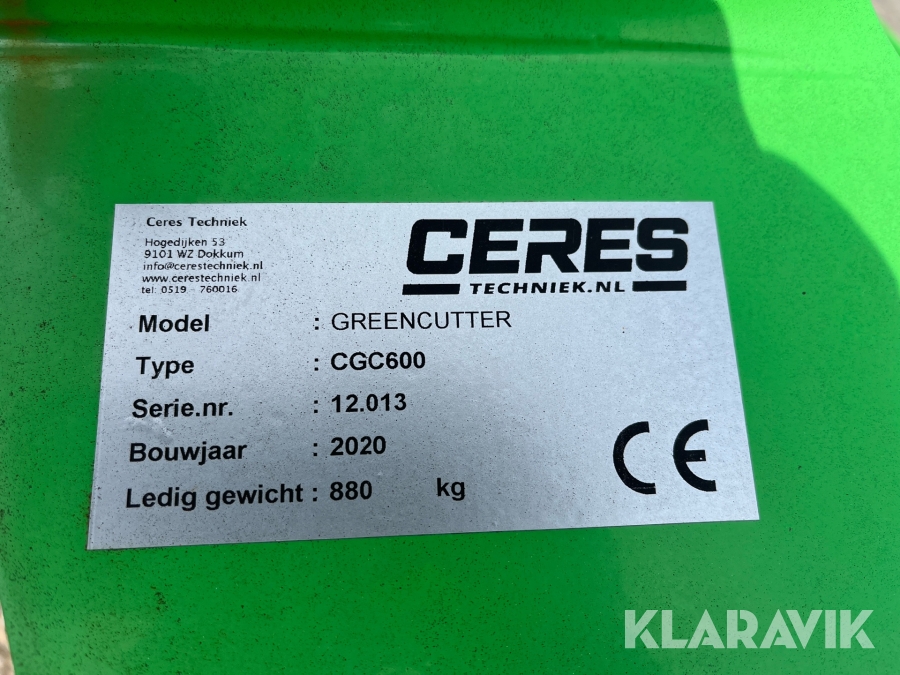 Ceres Techniek
Hogedijken 53
9101 WZ Dokkum
info@cerestechniek.nl
www.cerestechniek.nl
tel: 0519 - 760016
CERES
TECHNIEK.NL
Model : GREENCUTTER
Type : CGC600
Serie.nr. : 12.013
Bouwjaar : 2020
Ledig gewicht : 880 kg
CE
KLARAVIK